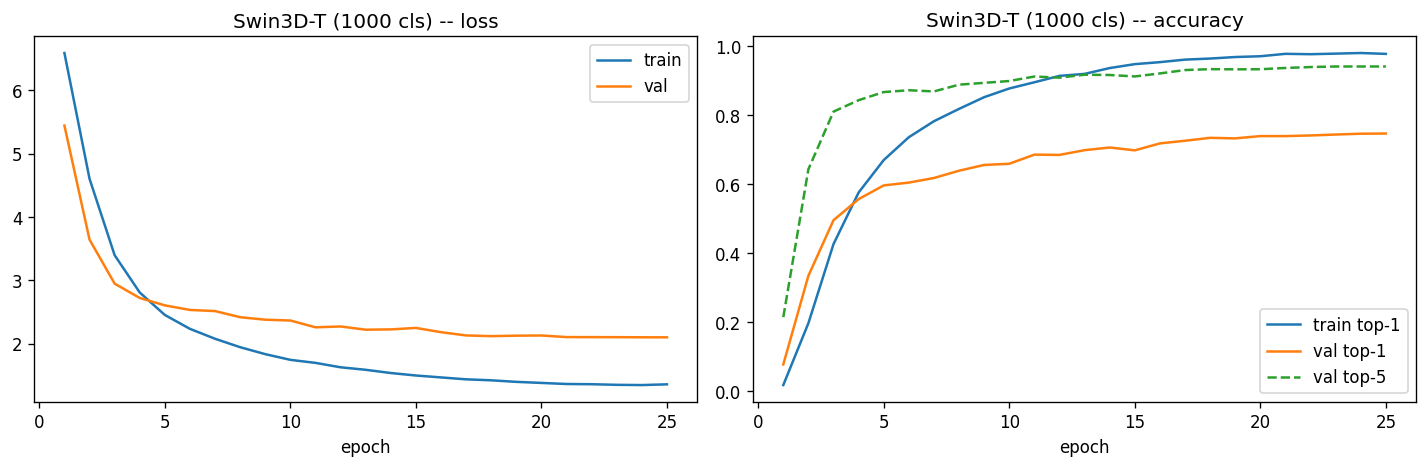 Swin3D-T (1000 cls) -- loss
train
val
6
5
4
3
2
0
5
10
15
20
25
epoch
Swin3D-T (1000 cls) -- accuracy
1.0
0.8
0.6
0.4
0.2
0.0
train top-1
val top-1
val top-5
0
5
10
15
20
25
epoch